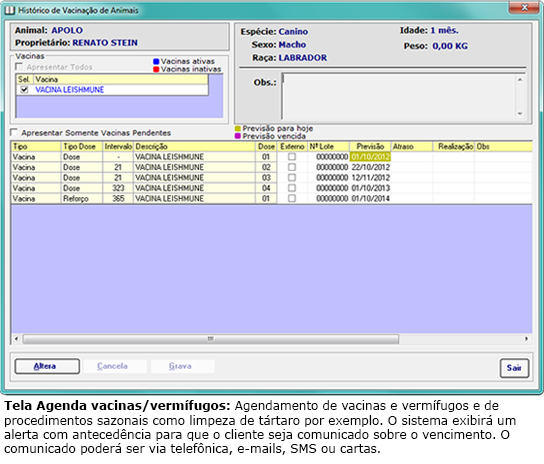 Histórico de Vacinação de Animais
Animal: APOLO
Proprietário: RENATO STEIN
Espécie: Canino
Idade: 1 mês.
Sexo: Macho
Peso: 0,00 KG
Raça: LABRADOR
Vacinas
Apresentar Todos
Vacinas ativas
Vacinas inativas
Sel. Vacina
VACINA LEISHMUNE
Obs.:
Apresentar Somente Vacinas Pendentes
Previsão para hoje
Previsão vencida
Tipo Tipo Dose Intervalo Descrição Dose Externo Nº Lote Previsão Atraso Realização Obs
Vacina Dose - VACINA LEISHMUNE 01 00000000 01/10/2012
Vacina Dose 21 VACINA LEISHMUNE 02 00000000 22/10/2012
Vacina Dose 21 VACINA LEISHMUNE 03 00000000 12/11/2012
Vacina Dose 323 VACINA LEISHMUNE 04 00000000 01/10/2013
Vacina Reforço 365 VACINA LEISHMUNE 01 00000000 01/10/2014
Altera
Cancela
Grava
Sair
Tela Agenda vacinas/vermífugos: Agendamento de vacinas e vermífugos e de
procedimentos sazonais como limpeza de tártaro por exemplo. O sistema exibirá um
alerta com antecedência para que o cliente seja comunicado sobre o vencimento. O
comunicado poderá ser via telefônica, e-mails, SMS ou cartas.